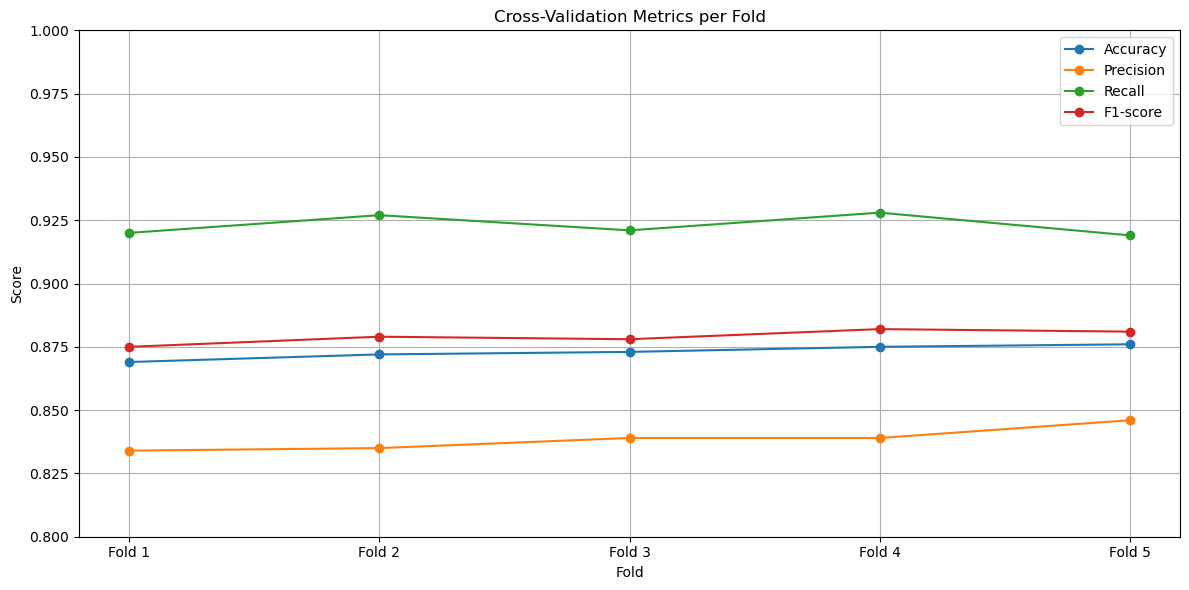 Cross-Validation Metrics per Fold
1.000
0.975
0.950
0.925
0.900
0.875
0.850
0.825
0.800
Score
Accuracy
Precision
Recall
F1-score
Fold 1
Fold 2
Fold 3
Fold 4
Fold 5
Fold